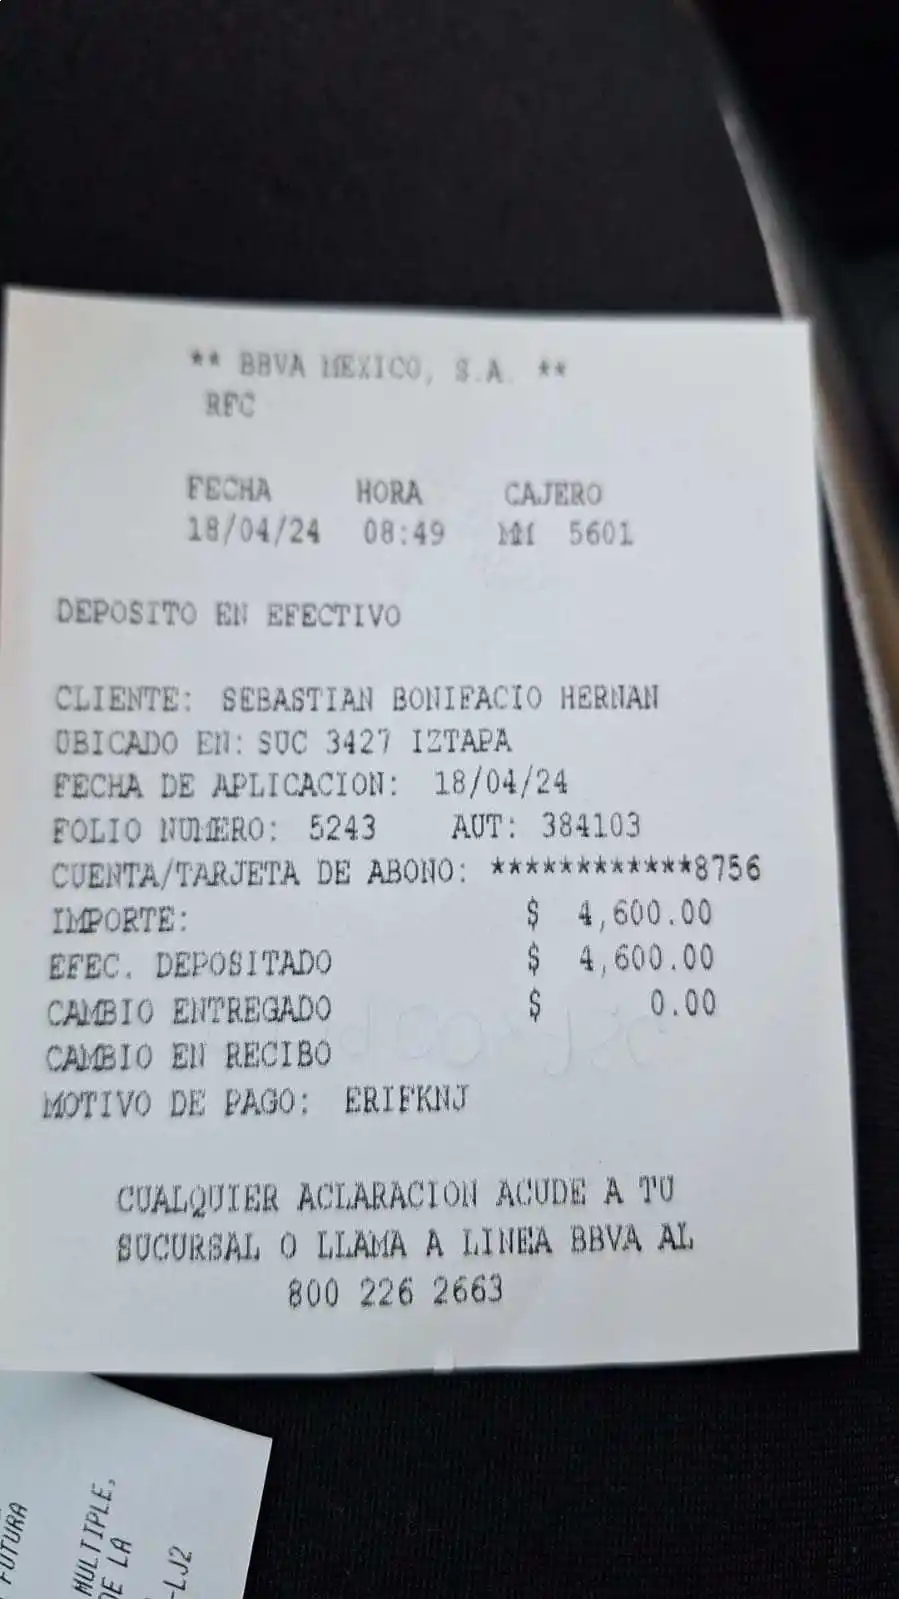 ** BBVA MEXICO, S.A. **
RFC
FECHA HORA CAJERO
18/04/24 08:49 MM 5601
DEPOSITO EN EFECTIVO
CLIENTE: SEBASTIAN BONIFACIO HERNAN
UBICADO EN: SUC 3427 IZTAPA
FECHA DE APLICACION: 18/04/24
FOLIO NUMERO: 5243 AUT: 384103
CUENTA/TARJETA DE ABONO: ************8756
IMPORTE: $ 4,600.00
EFEC. DEPOSITADO $ 4,600.00
CAMBIO ENTREGADO $ 0.00
CAMBIO EN RECIBO
MOTIVO DE PAGO: ERIFKNJ
CUALQUIER ACLARACION ACUDE A TU
SUCURSAL O LLAMA A LINEA BBVA AL
800 226 2663
FUTURA
MULTIPLE,
DE LA
-LJ2